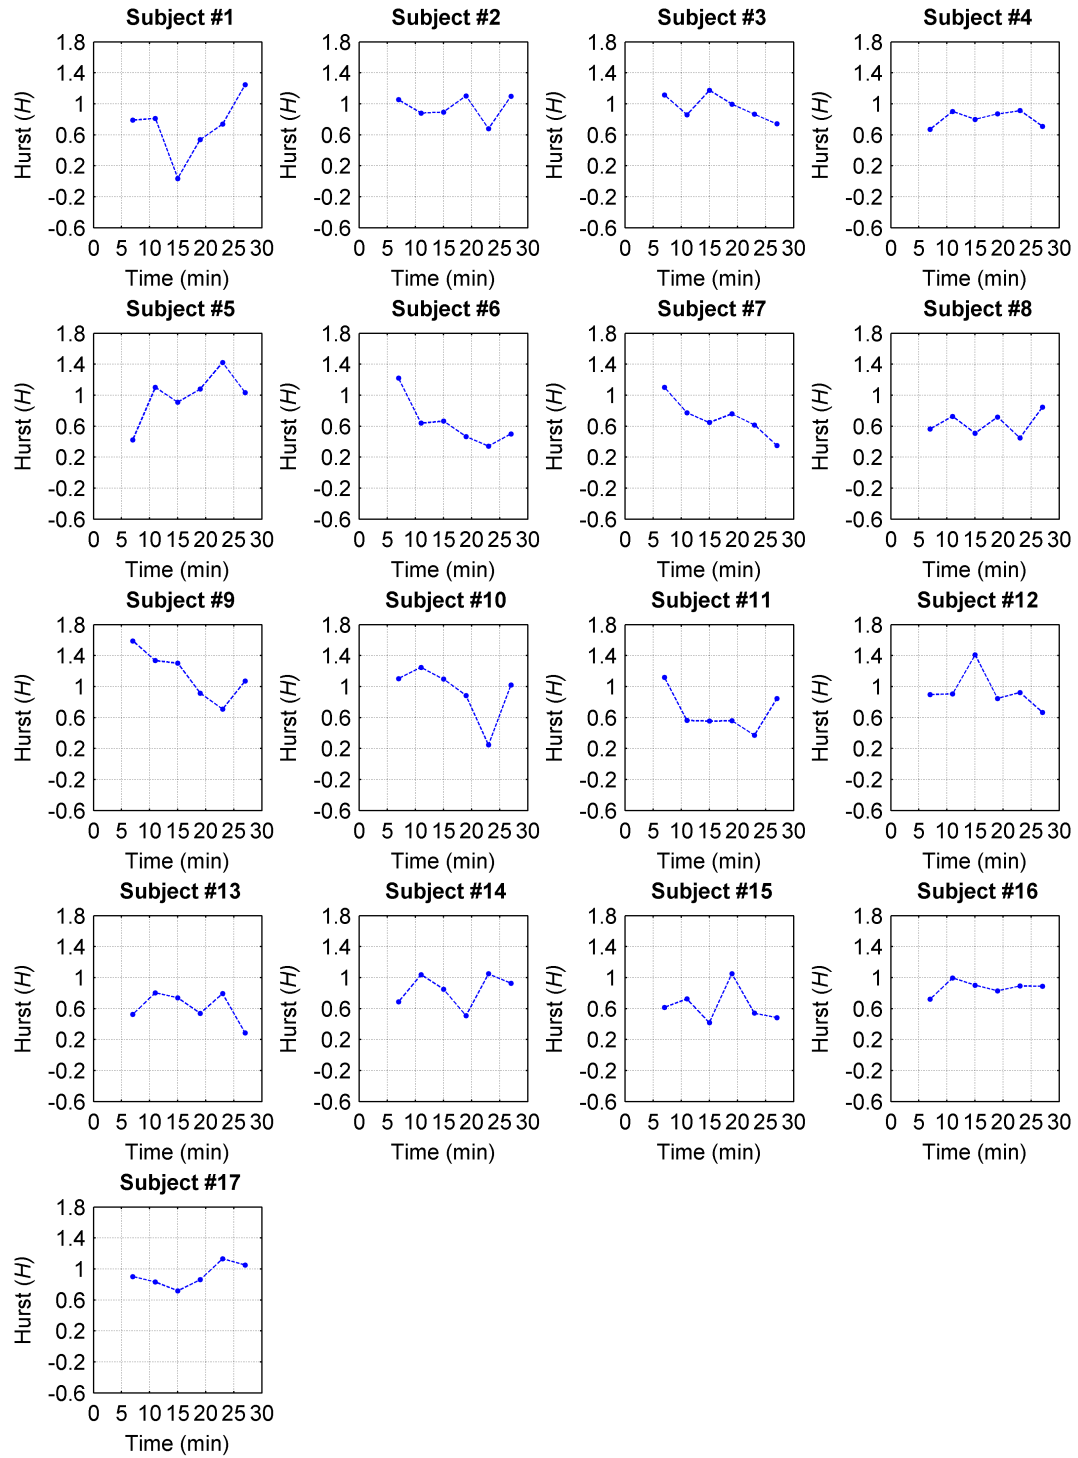 Subject #1 Subject #2 Subject #3 Subject #4
1.8 1.8 1.8 1.8
1.4 1.4 1.4 1.4
1 1 1 1
0.6 0.6 0.6 0.6
0.2 0.2 0.2 0.2
-0.2 -0.2 -0.2 -0.2
-0.6 -0.6 -0.6 -0.6
Hurst (H) Hurst (H) Hurst (H) Hurst (H)
0 5 10 15 20 25 30 0 5 10 15 20 25 30 0 5 10 15 20 25 30 0 5 10 15 20 25 30
Time (min) Time (min) Time (min) Time (min)
Subject #5 Subject #6 Subject #7 Subject #8
1.8 1.8 1.8 1.8
1.4 1.4 1.4 1.4
1 1 1 1
0.6 0.6 0.6 0.6
0.2 0.2 0.2 0.2
-0.2 -0.2 -0.2 -0.2
-0.6 -0.6 -0.6 -0.6
Hurst (H) Hurst (H) Hurst (H) Hurst (H)
0 5 10 15 20 25 30 0 5 10 15 20 25 30 0 5 10 15 20 25 30 0 5 10 15 20 25 30
Time (min) Time (min) Time (min) Time (min)
Subject #9 Subject #10 Subject #11 Subject #12
1.8 1.8 1.8 1.8
1.4 1.4 1.4 1.4
1 1 1 1
0.6 0.6 0.6 0.6
0.2 0.2 0.2 0.2
-0.2 -0.2 -0.2 -0.2
-0.6 -0.6 -0.6 -0.6
Hurst (H) Hurst (H) Hurst (H) Hurst (H)
0 5 10 15 20 25 30 0 5 10 15 20 25 30 0 5 10 15 20 25 30 0 5 10 15 20 25 30
Time (min) Time (min) Time (min) Time (min)
Subject #13 Subject #14 Subject #15 Subject #16
1.8 1.8 1.8 1.8
1.4 1.4 1.4 1.4
1 1 1 1
0.6 0.6 0.6 0.6
0.2 0.2 0.2 0.2
-0.2 -0.2 -0.2 -0.2
-0.6 -0.6 -0.6 -0.6
Hurst (H) Hurst (H) Hurst (H) Hurst (H)
0 5 10 15 20 25 30 0 5 10 15 20 25 30 0 5 10 15 20 25 30 0 5 10 15 20 25 30
Time (min) Time (min) Time (min) Time (min)
Subject #17
1.8
1.4
1
0.6
0.2
-0.2
-0.6
Hurst (H)
0 5 10 15 20 25 30
Time (min)